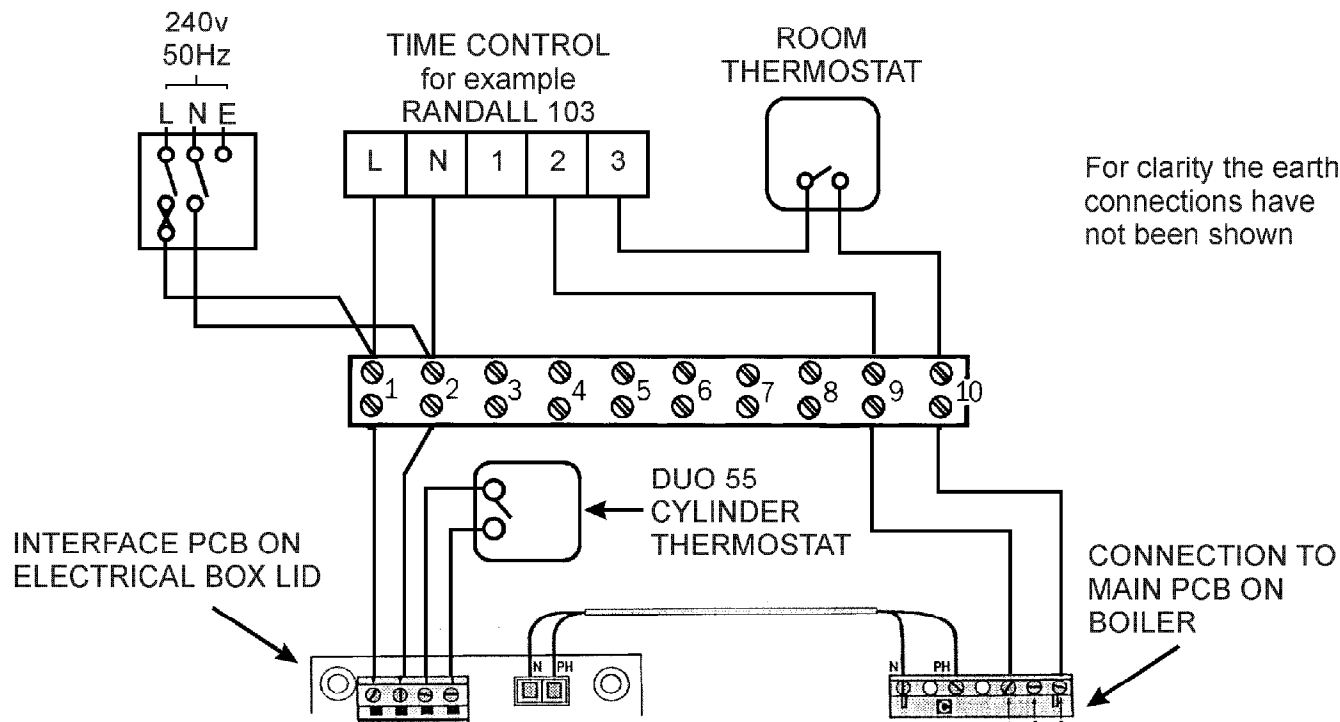 240v
50Hz
L N E
TIME CONTROL
for example
RANDALL 103
L N 1 2 3
ROOM
THERMOSTAT
For clarity the earth
connections have
not been shown
1 2 3 4 5 6 7 8 9 10
DUO 55
CYLINDER
THERMOSTAT
INTERFACE PCB ON
ELECTRICAL BOX LID
CONNECTION TO
MAIN PCB ON
BOILER
N PH
N PH
C